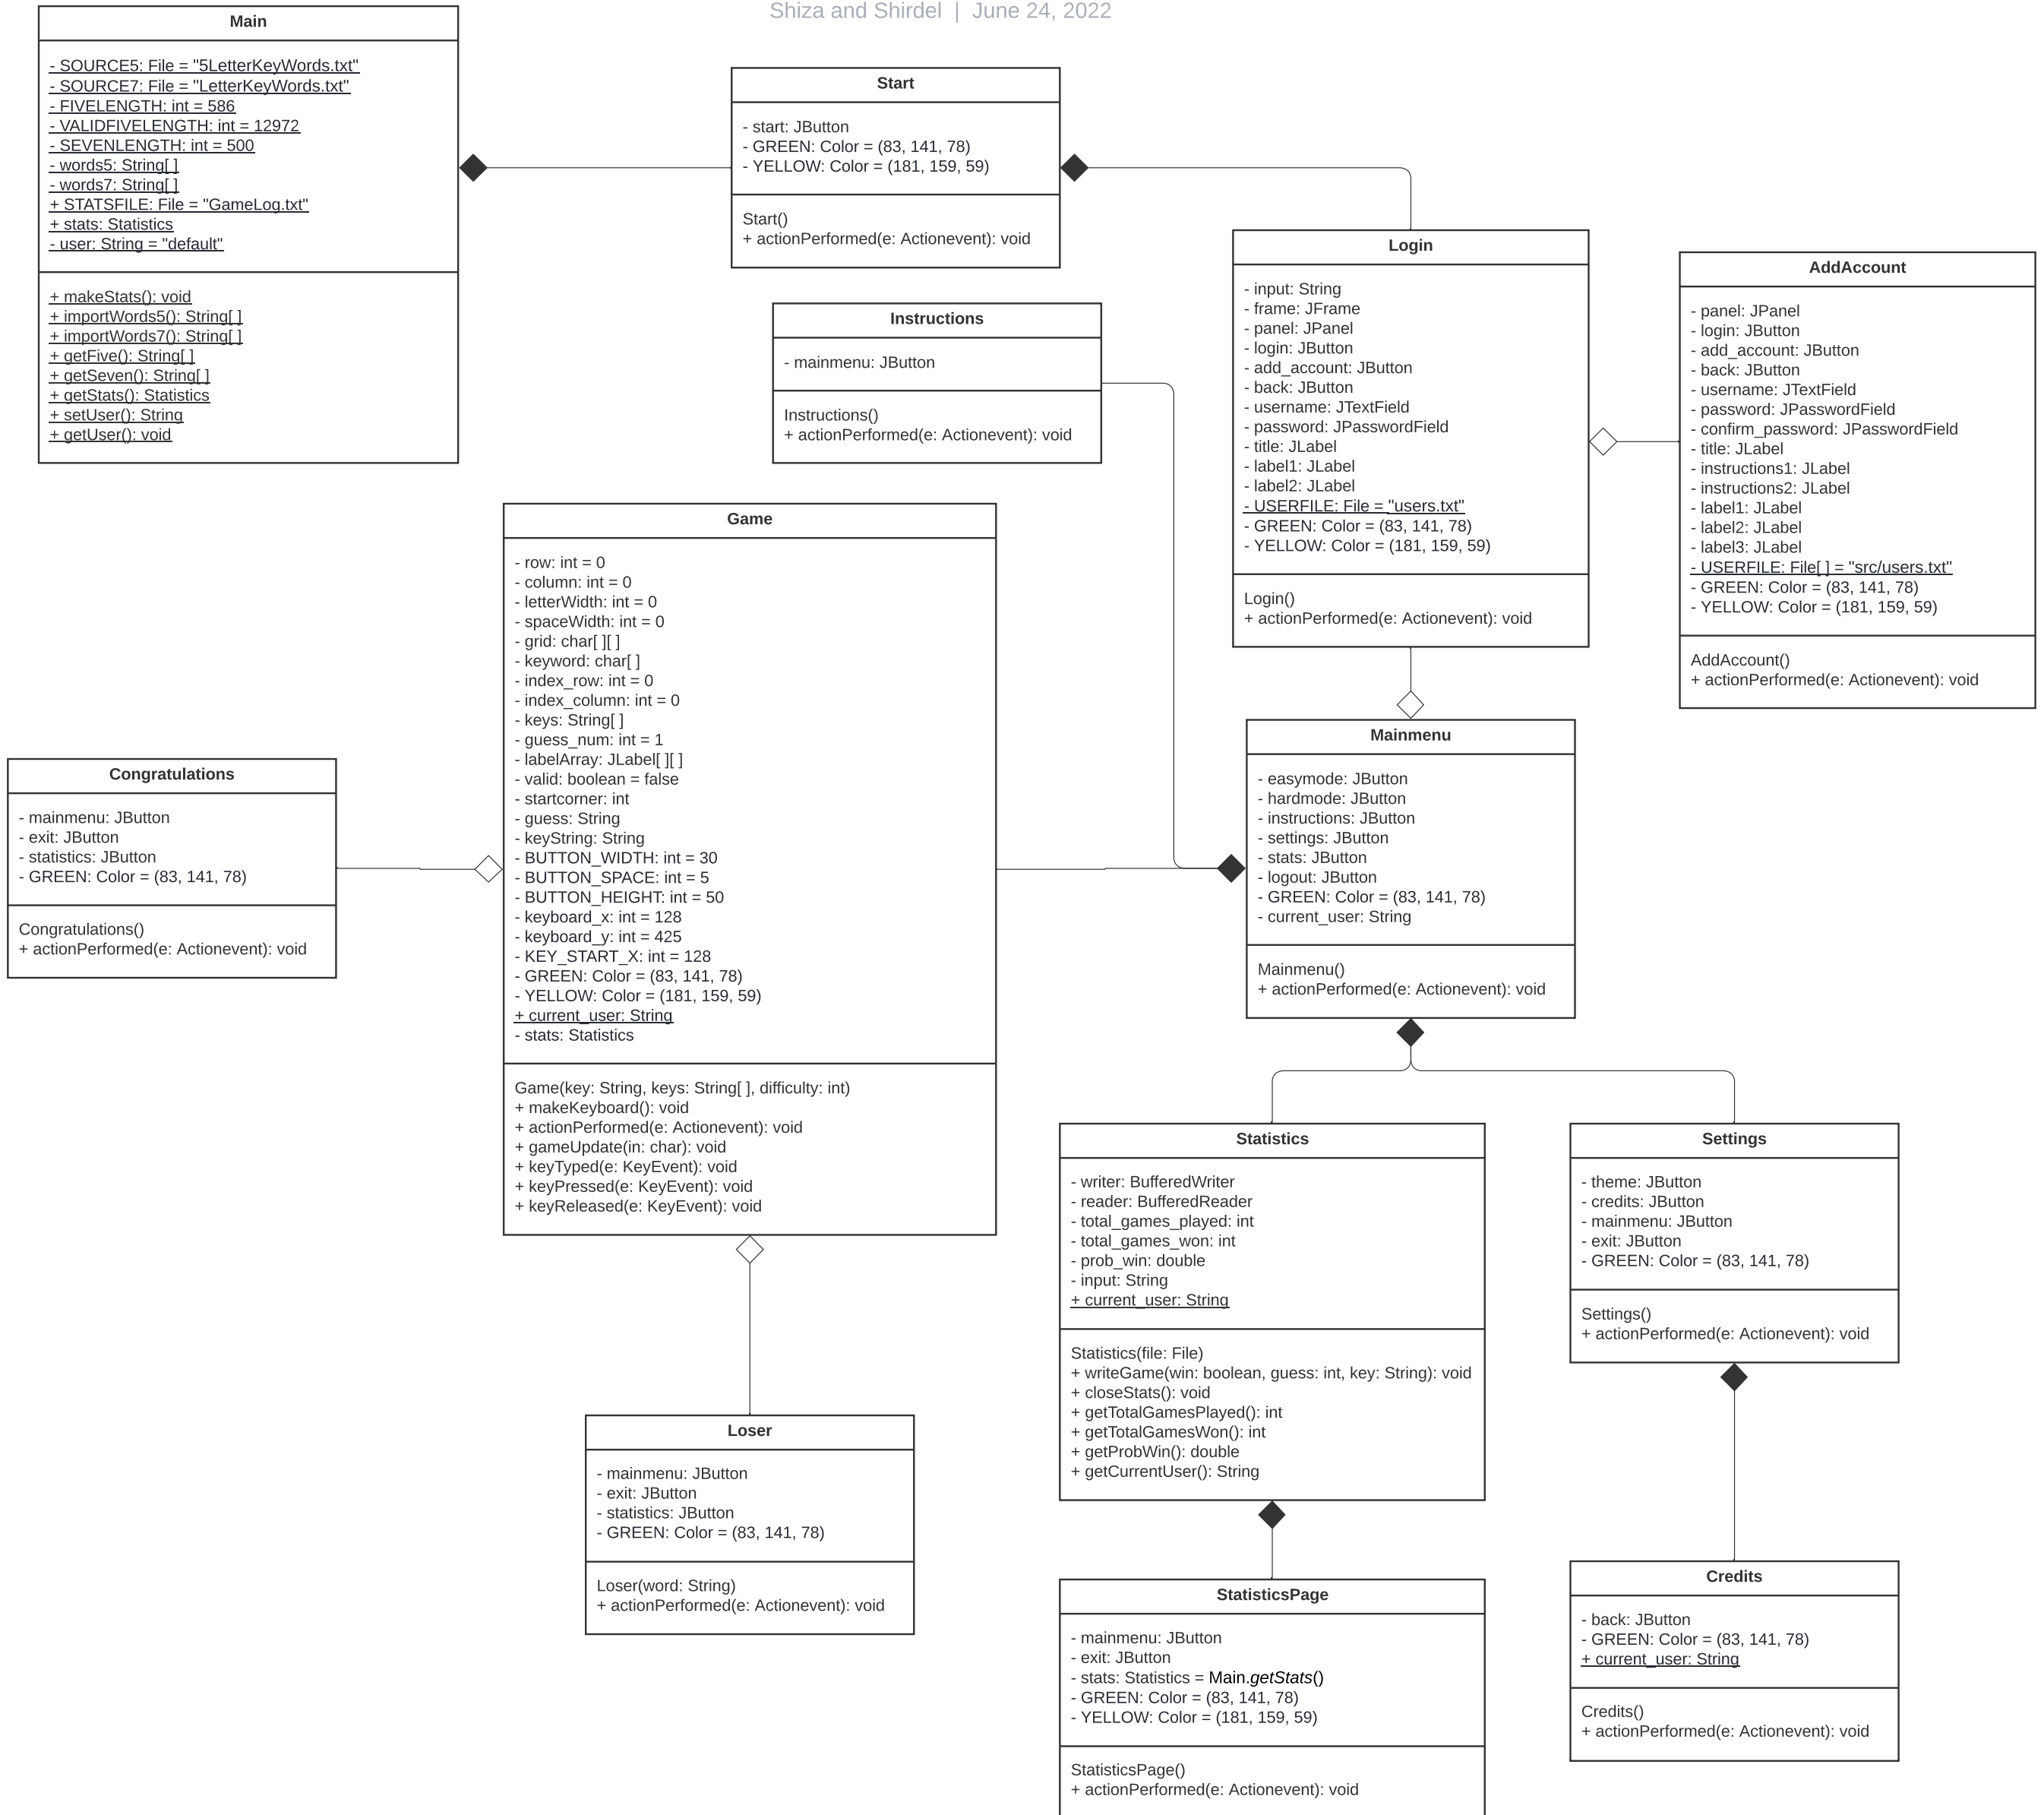 Shiza and Shirdel | June 24, 2022
Main
- SOURCE5: File = "5LetterKeyWords.txt"
- SOURCE7: File = "LetterKeyWords.txt"
- FIVELENGTH: int = 586
- VALIDFIVELENGTH: int = 12972
- SEVENLENGTH: int = 500
- words5: String[ ]
- words7: String[ ]
+ STATSFILE: File = "GameLog.txt"
+ stats: Statistics
- user: String = "default"
+ makeStats(): void
+ importWords5(): String[ ]
+ importWords7(): String[ ]
+ getFive(): String[ ]
+ getSeven(): String[ ]
+ getStats(): Statistics
+ setUser(): String
+ getUser(): void
Start
- start: JButton
- GREEN: Color = (83, 141, 78)
- YELLOW: Color = (181, 159, 59)
Start()
+ actionPerformed(e: Actionevent): void
Instructions
- mainmenu: JButton
Instructions()
+ actionPerformed(e: Actionevent): void
Login
- input: String
- frame: JFrame
- panel: JPanel
- login: JButton
- add_account: JButton
- back: JButton
- username: JTextField
- password: JPasswordField
- title: JLabel
- label1: JLabel
- label2: JLabel
- USERFILE: File = "users.txt"
- GREEN: Color = (83, 141, 78)
- YELLOW: Color = (181, 159, 59)
Login()
+ actionPerformed(e: Actionevent): void
AddAccount
- panel: JPanel
- login: JButton
- add_account: JButton
- back: JButton
- username: JTextField
- password: JPasswordField
- confirm_password: JPasswordField
- title: JLabel
- instructions1: JLabel
- instructions2: JLabel
- label1: JLabel
- label2: JLabel
- label3: JLabel
- USERFILE: File[ ] = "src/users.txt"
- GREEN: Color = (83, 141, 78)
- YELLOW: Color = (181, 159, 59)
AddAccount()
+ actionPerformed(e: Actionevent): void
Game
- row: int = 0
- column: int = 0
- letterWidth: int = 0
- spaceWidth: int = 0
- grid: char[ ][ ]
- keyword: char[ ]
- index_row: int = 0
- index_column: int = 0
- keys: String[ ]
- guess_num: int = 1
- labelArray: JLabel[ ][ ]
- valid: boolean = false
- startcorner: int
- guess: String
- keyString: String
- BUTTON_WIDTH: int = 30
- BUTTON_SPACE: int = 5
- BUTTON_HEIGHT: int = 50
- keyboard_x: int = 128
- keyboard_y: int = 425
- KEY_START_X: int = 128
- GREEN: Color = (83, 141, 78)
- YELLOW: Color = (181, 159, 59)
+ current_user: String
- stats: Statistics
Game(key: String, keys: String[ ], difficulty: int)
+ makeKeyboard(): void
+ actionPerformed(e: Actionevent): void
+ gameUpdate(in: char): void
+ keyTyped(e: KeyEvent): void
+ keyPressed(e: KeyEvent): void
+ keyReleased(e: KeyEvent): void
Congratulations
- mainmenu: JButton
- exit: JButton
- statistics: JButton
- GREEN: Color = (83, 141, 78)
Congratulations()
+ actionPerformed(e: Actionevent): void
Mainmenu
- easymode: JButton
- hardmode: JButton
- instructions: JButton
- settings: JButton
- stats: JButton
- logout: JButton
- GREEN: Color = (83, 141, 78)
- current_user: String
Mainmenu()
+ actionPerformed(e: Actionevent): void
Statistics
- writer: BufferedWriter
- reader: BufferedReader
- total_games_played: int
- total_games_won: int
- prob_win: double
- input: String
+ current_user: String
Statistics(file: File)
+ writeGame(win: boolean, guess: int, key: String): void
+ closeStats(): void
+ getTotalGamesPlayed(): int
+ getTotalGamesWon(): int
+ getProbWin(): double
+ getCurrentUser(): String
Settings
- theme: JButton
- credits: JButton
- mainmenu: JButton
- exit: JButton
- GREEN: Color = (83, 141, 78)
Settings()
+ actionPerformed(e: Actionevent): void
Loser
- mainmenu: JButton
- exit: JButton
- statistics: JButton
- GREEN: Color = (83, 141, 78)
Loser(word: String)
+ actionPerformed(e: Actionevent): void
StatisticsPage
- mainmenu: JButton
- exit: JButton
- stats: Statistics = Main.getStats()
- GREEN: Color = (83, 141, 78)
- YELLOW: Color = (181, 159, 59)
StatisticsPage()
+ actionPerformed(e: Actionevent): void
Credits
- back: JButton
- GREEN: Color = (83, 141, 78)
+ current_user: String
Credits()
+ actionPerformed(e: Actionevent): void